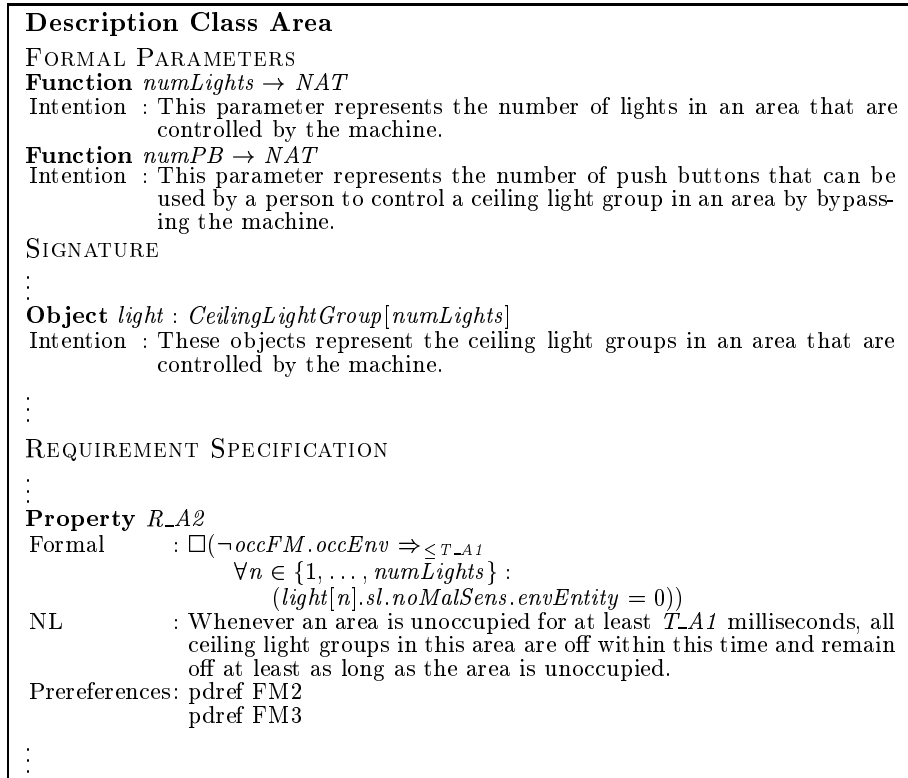 Description Class Area
FORMAL PARAMETERS
Function numLights → NAT
Intention : This parameter represents the number of lights in an area that are
controlled by the machine.
Function numPB → NAT
Intention : This parameter represents the number of push buttons that can be
used by a person to control a ceiling light group in an area by bypass-
ing the machine.
SIGNATURE
⋮
Object light : CeilingLightGroup[numLights]
Intention : These objects represent the ceiling light groups in an area that are
controlled by the machine.
⋮
REQUIREMENT SPECIFICATION
⋮
Property R_A2
Formal : □(¬occFM.occEnv ⇒≤ T_A1
∀n ∈ {1, . . . , numLights} :
(light[n].sl.noMalSens.envEntity = 0))
NL : Whenever an area is unoccupied for at least T_A1 milliseconds, all
ceiling light groups in this area are off within this time and remain
off at least as long as the area is unoccupied.
Prereferences: pdref FM2
pdref FM3
⋮